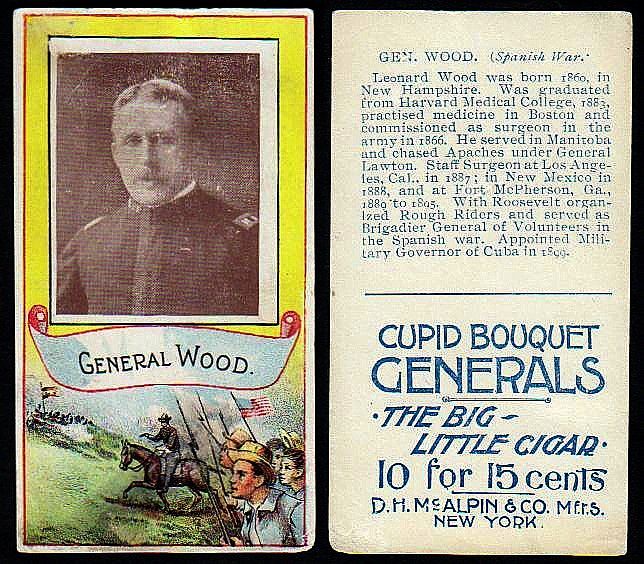 GENERAL WOOD.
GEN. WOOD. (Spanish War.
Leonard Wood was born 1860, in
New Hampshire. Was graduated
from Harvard Medical College, 1883,
practised medicine in Boston and
commissioned as surgeon in the
army in 1866. He served in Manitoba
and chased Apaches under General
Lawton. Staff Surgeon at Los Ange-
les, Cal., in 1887; in New Mexico in
1888, and at Fort McPherson, Ga.,
1889 to 1895. With Roosevelt organ-
ized Rough Riders and served as
Brigadier General of Volunteers in
the Spanish war. Appointed Mili-
tary Governor of Cuba in 1899.
CUPID BOUQUET
GENERALS
·THE BIG-
LITTLE CIGAR·
10 for 15 cents
D.H. McALPIN & CO. Mfrs.
NEW YORK.